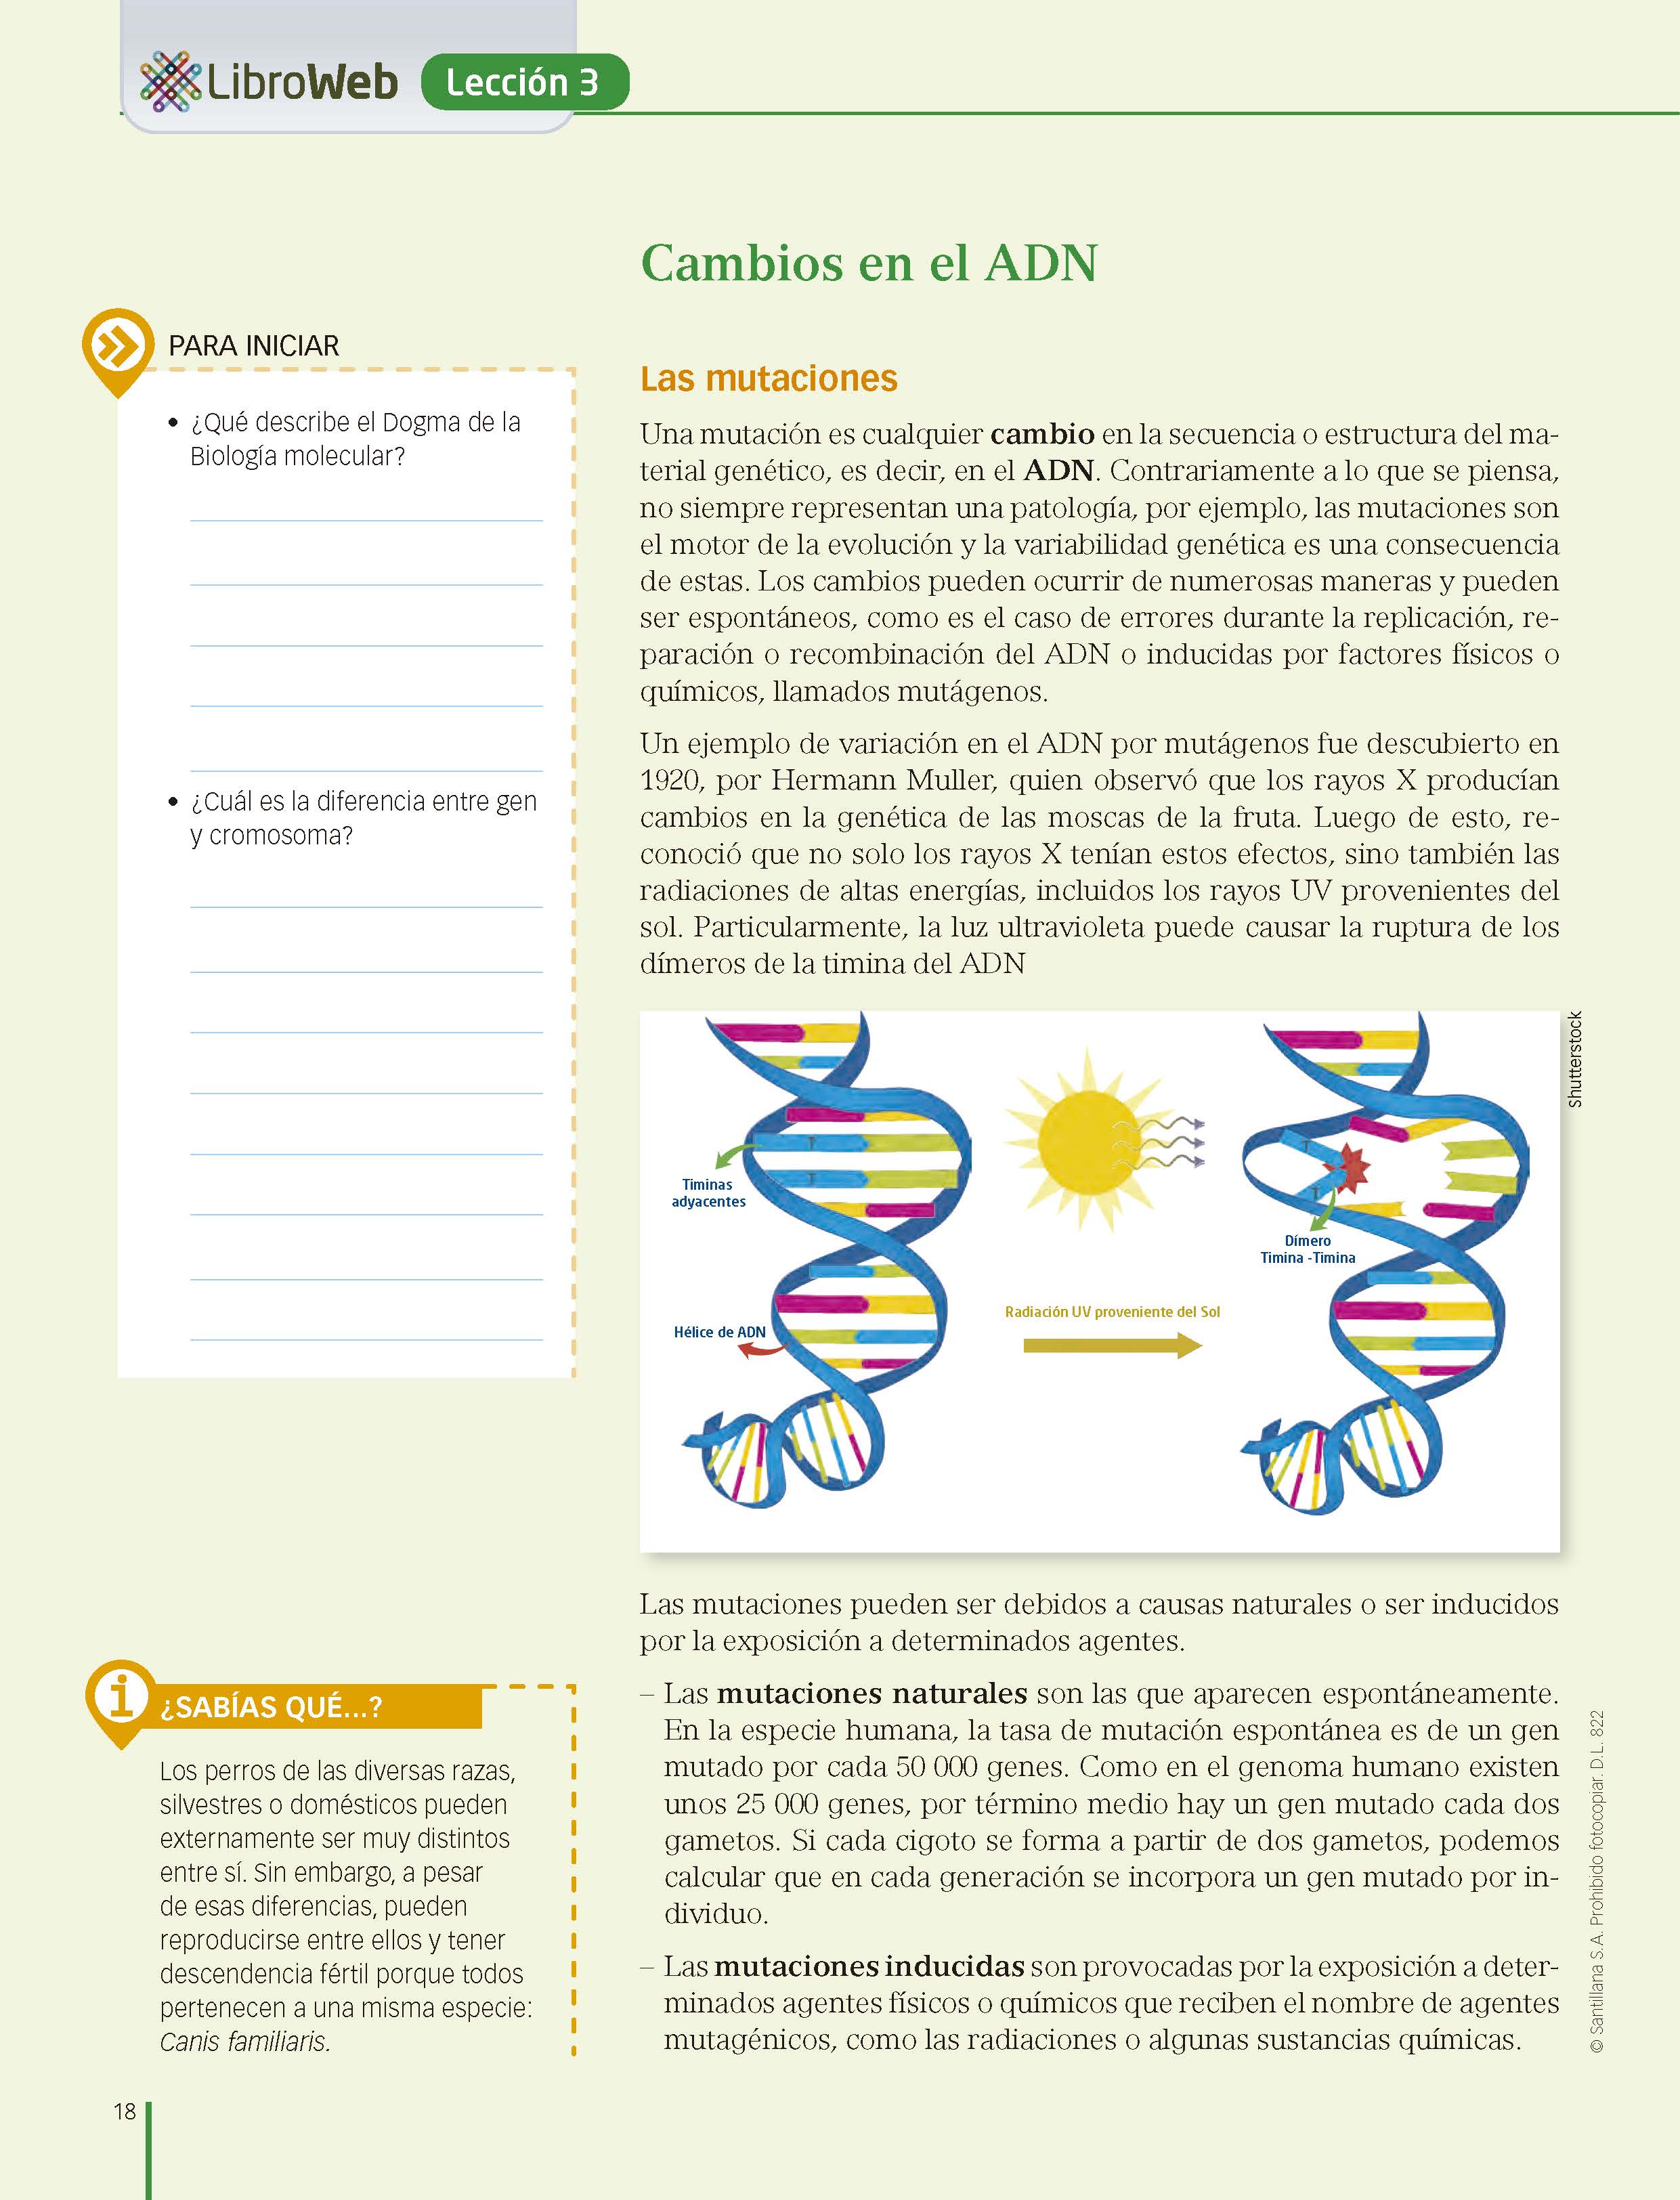 LibroWeb Lección 3
Cambios en el ADN
PARA INICIAR
• ¿Qué describe el Dogma de la
Biología molecular?
• ¿Cuál es la diferencia entre gen
y cromosoma?
Las mutaciones
Una mutación es cualquier cambio en la secuencia o estructura del ma-
terial genético, es decir, en el ADN. Contrariamente a lo que se piensa,
no siempre representan una patología, por ejemplo, las mutaciones son
el motor de la evolución y la variabilidad genética es una consecuencia
de estas. Los cambios pueden ocurrir de numerosas maneras y pueden
ser espontáneos, como es el caso de errores durante la replicación, re-
paración o recombinación del ADN o inducidas por factores físicos o
químicos, llamados mutágenos.
Un ejemplo de variación en el ADN por mutágenos fue descubierto en
1920, por Hermann Muller, quien observó que los rayos X producían
cambios en la genética de las moscas de la fruta. Luego de esto, re-
conoció que no solo los rayos X tenían estos efectos, sino también las
radiaciones de altas energías, incluidos los rayos UV provenientes del
sol. Particularmente, la luz ultravioleta puede causar la ruptura de los
dímeros de la timina del ADN
Shutterstock
T
T
Timinas
adyacentes
Hélice de ADN
Radiación UV proveniente del Sol
T
T
Dímero
Timina -Timina
Las mutaciones pueden ser debidos a causas naturales o ser inducidos
por la exposición a determinados agentes.
– Las mutaciones naturales son las que aparecen espontáneamente.
En la especie humana, la tasa de mutación espontánea es de un gen
mutado por cada 50 000 genes. Como en el genoma humano existen
unos 25 000 genes, por término medio hay un gen mutado cada dos
gametos. Si cada cigoto se forma a partir de dos gametos, podemos
calcular que en cada generación se incorpora un gen mutado por in-
dividuo.
– Las mutaciones inducidas son provocadas por la exposición a deter-
minados agentes físicos o químicos que reciben el nombre de agentes
mutagénicos, como las radiaciones o algunas sustancias químicas.
i ¿SABÍAS QUÉ...?
Los perros de las diversas razas,
silvestres o domésticos pueden
externamente ser muy distintos
entre sí. Sin embargo, a pesar
de esas diferencias, pueden
reproducirse entre ellos y tener
descendencia fértil porque todos
pertenecen a una misma especie:
Canis familiaris.
© Santillana S.A. Prohibido fotocopiar. D.L. 822
18